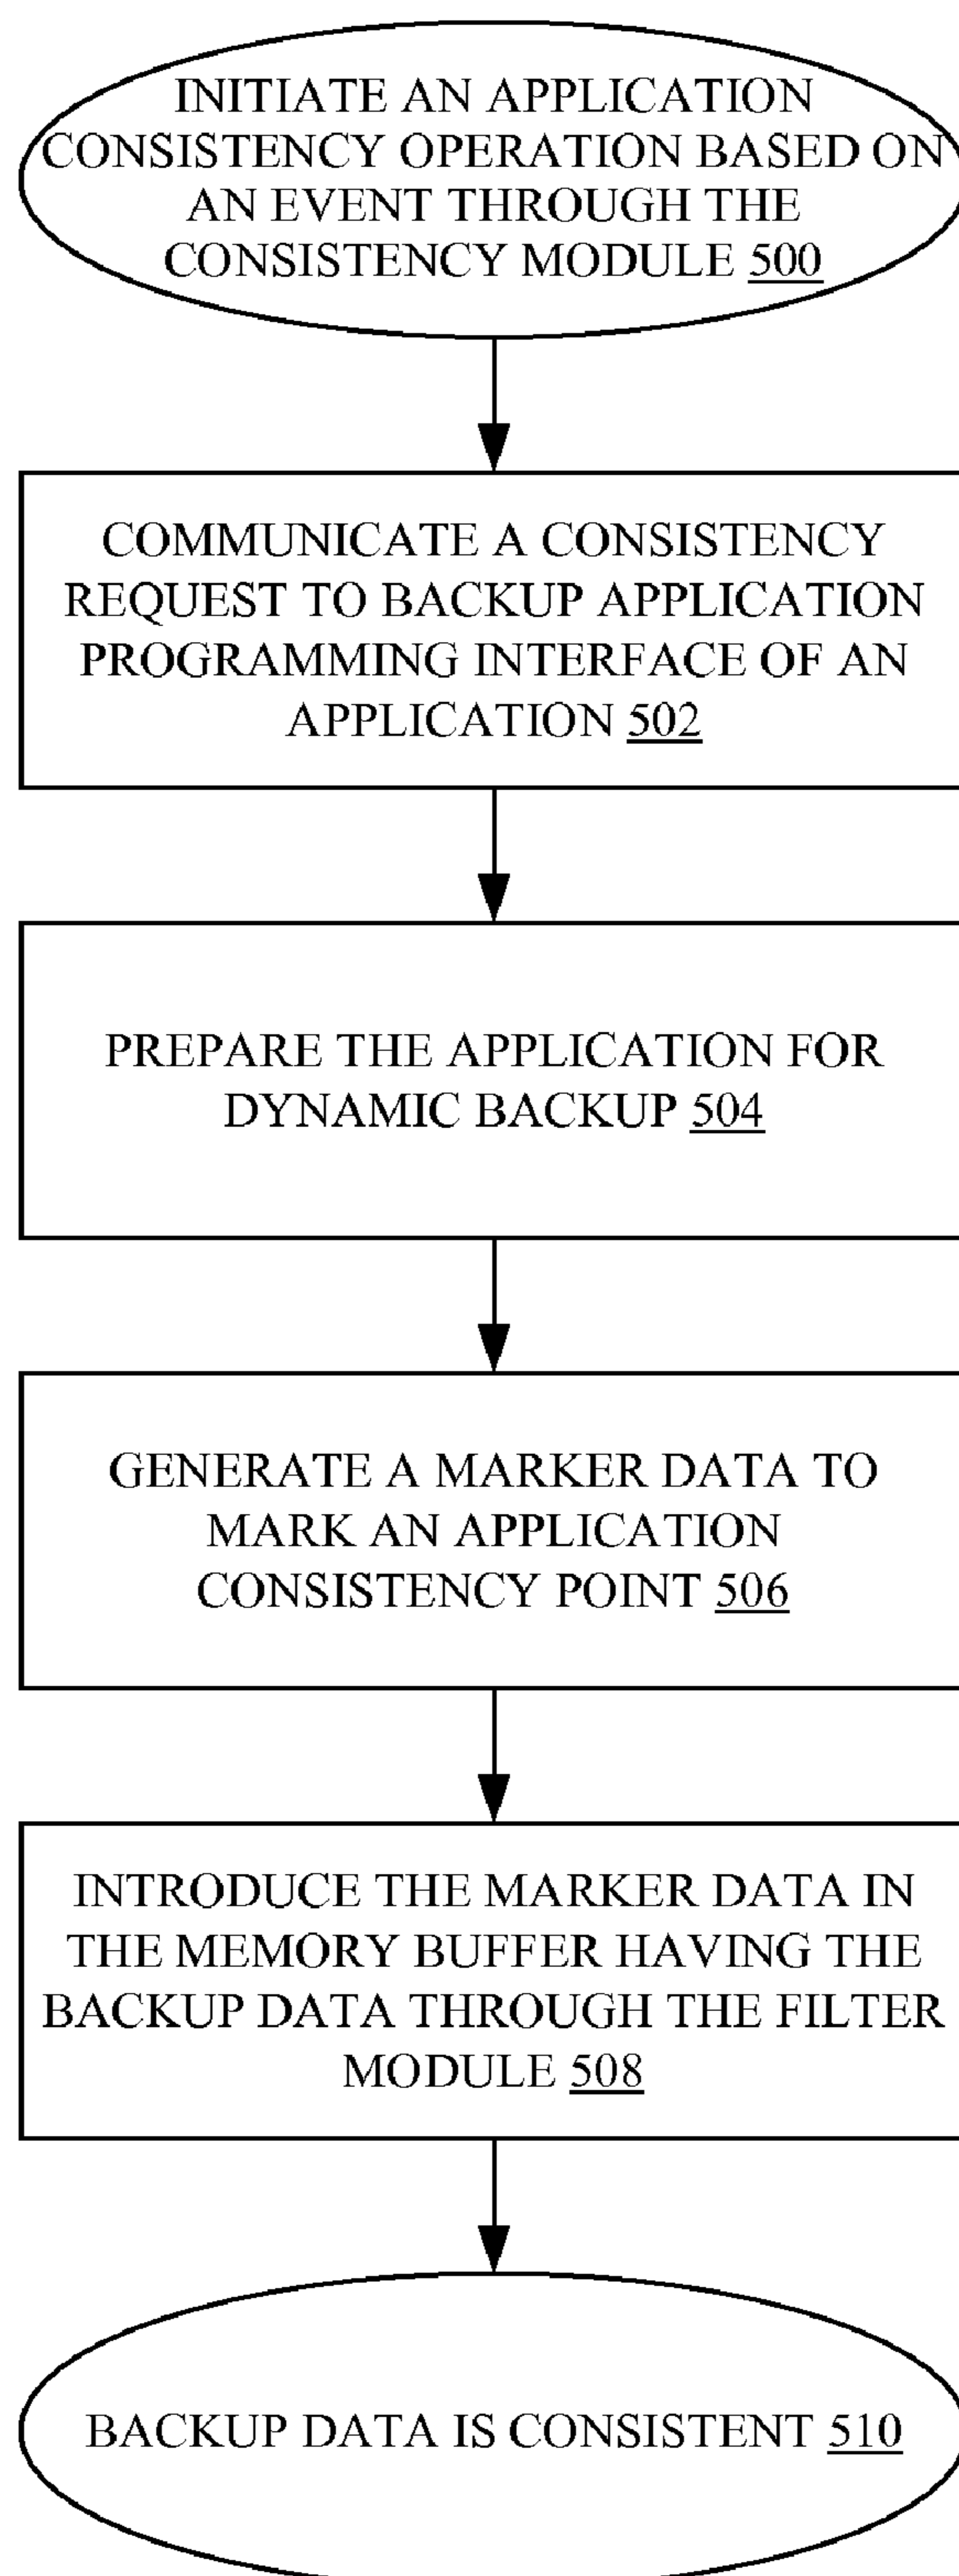 INITIATE AN APPLICATION
CONSISTENCY OPERATION BASED ON
AN EVENT THROUGH THE
CONSISTENCY MODULE 500
COMMUNICATE A CONSISTENCY
REQUEST TO BACKUP APPLICATION
PROGRAMMING INTERFACE OF AN
APPLICATION 502
PREPARE THE APPLICATION FOR
DYNAMIC BACKUP 504
GENERATE A MARKER DATA TO
MARK AN APPLICATION
CONSISTENCY POINT 506
INTRODUCE THE MARKER DATA IN
THE MEMORY BUFFER HAVING THE
BACKUP DATA THROUGH THE FILTER
MODULE 508
BACKUP DATA IS CONSISTENT 510